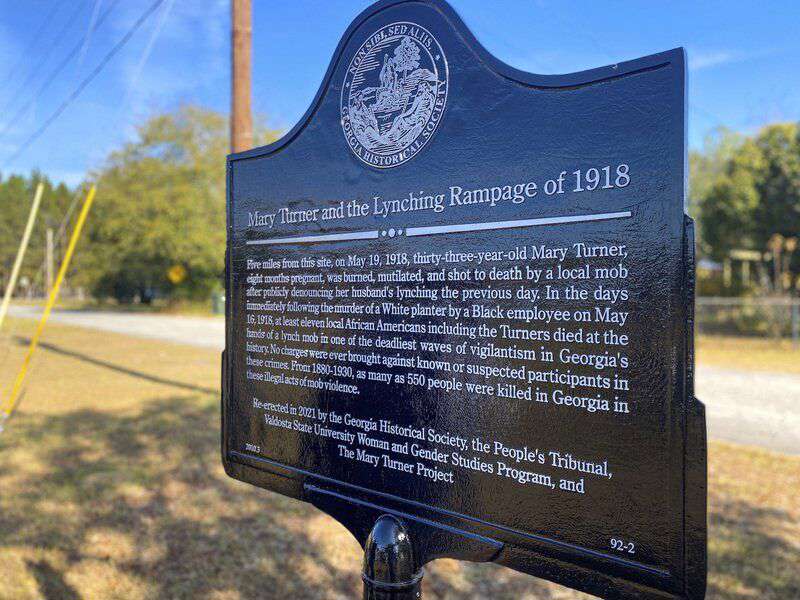 NON SIBI, SED ALIIS.
GEORGIA HISTORICAL SOCIETY
Mary Turner and the Lynching Rampage of 1918
Five miles from this site, on May 19, 1918, thirty-three-year-old Mary Turner,
eight months pregnant, was burned, mutilated, and shot to death by a local mob
after publicly denouncing her husband's lynching the previous day. In the days
immediately following the murder of a White planter by a Black employee on May
16, 1918, at least eleven local African Americans including the Turners died at the
hands of a lynch mob in one of the deadliest waves of vigilantism in Georgia's
history. No charges were ever brought against known or suspected participants in
these crimes. From 1880-1930, as many as 550 people were killed in Georgia in
these illegal acts of mob violence.
Re-erected in 2021 by the Georgia Historical Society, the People's Tribunal,
Valdosta State University Woman and Gender Studies Program, and
The Mary Turner Project
2010.3
92-2